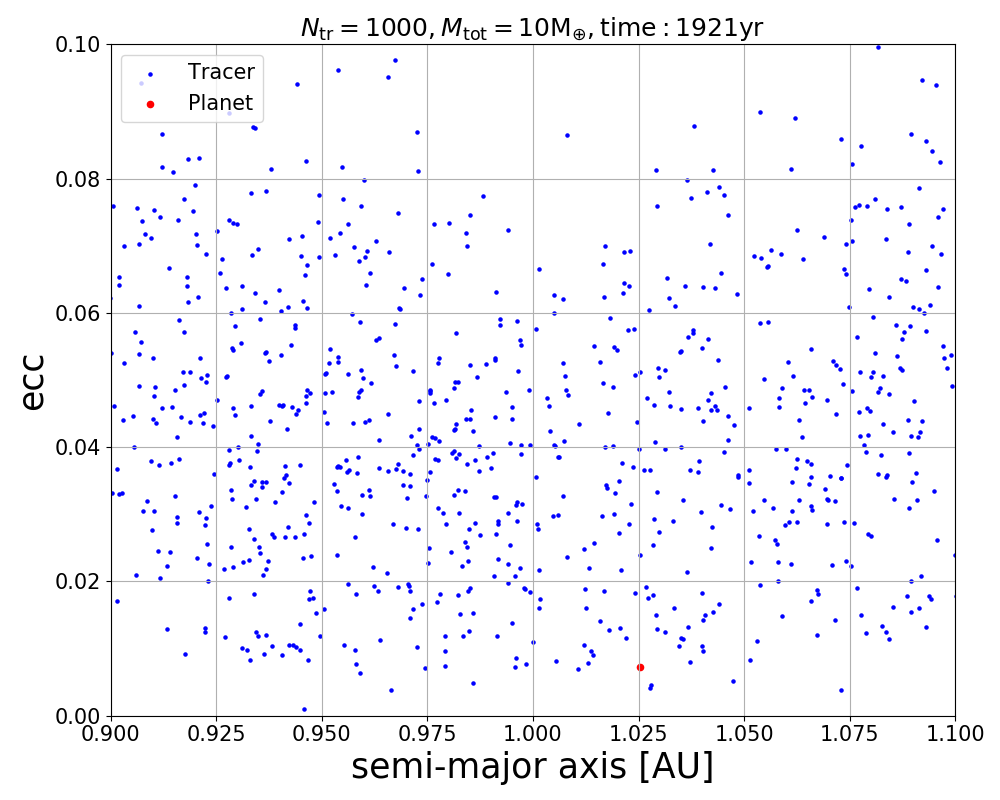 N_tr = 1000, M_tot = 10M_⊕, time : 1921yr
Tracer
Planet
ecc
0.10
0.08
0.06
0.04
0.02
0.00
0.900 0.925 0.950 0.975 1.000 1.025 1.050 1.075 1.100
semi-major axis [AU]